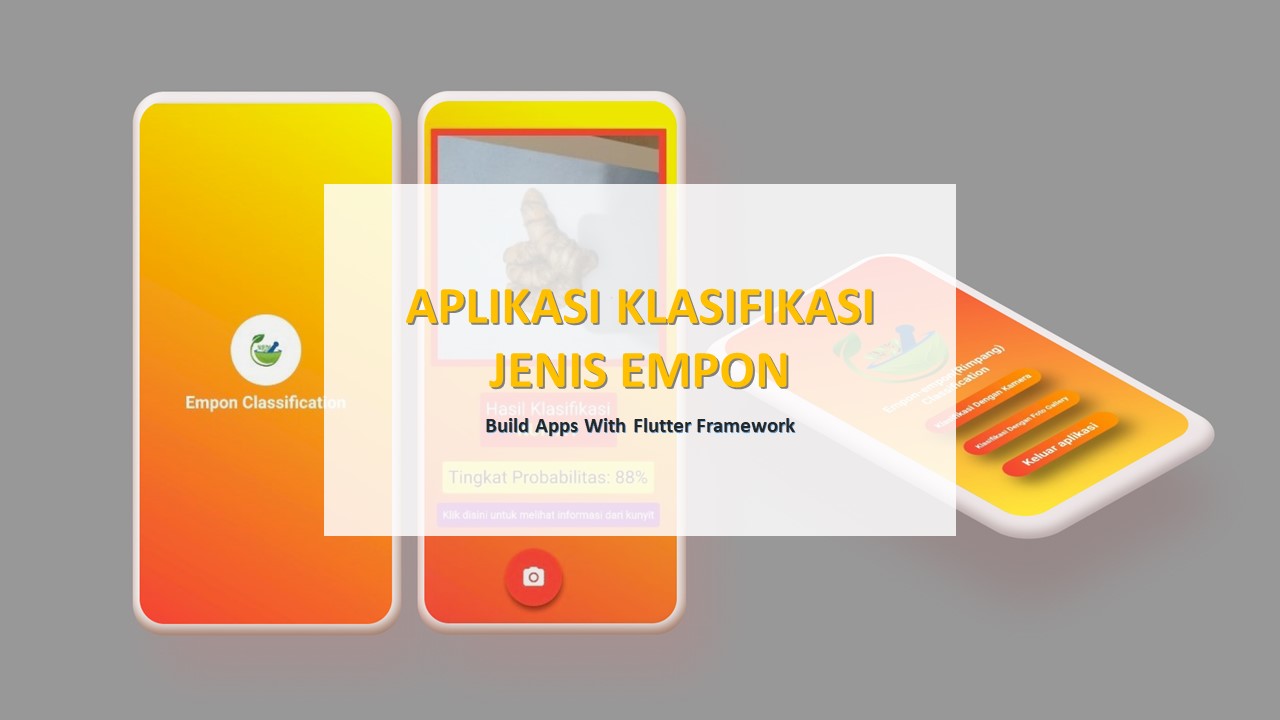 Empon Classification
APLIKASI KLASIFIKASI
JENIS EMPON
Build Apps With Flutter Framework
Hasil Klasifikasi
Tingkat Probabilitas: 88%
Klik disini untuk melihat informasi dari kunyit
Empon-empon(Rimpang)
Classification
Klasifikasi Dengan Kamera
Klasifikasi Dengan Foto Gallery
Keluar aplikasi